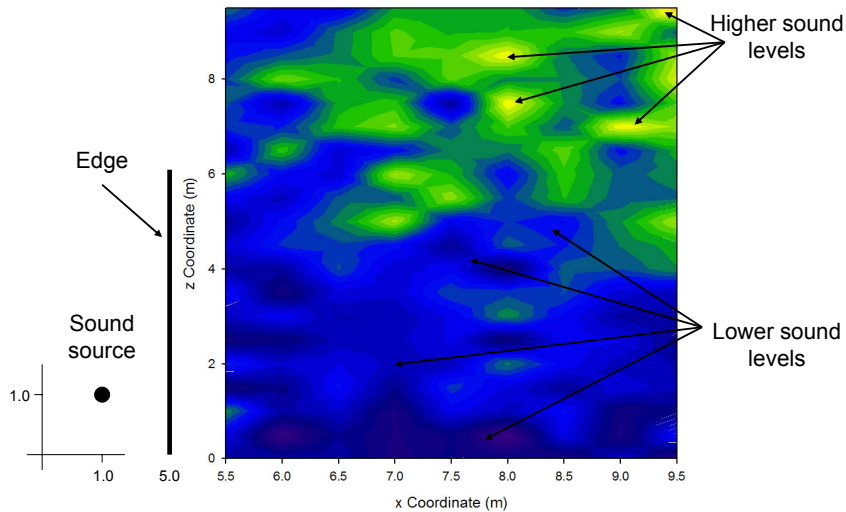 Higher sound
levels
Edge
Sound
source
Lower sound
levels
1.0
1.0
5.0
z Coordinate (m)
8
6
4
2
0
5.5 6.0 6.5 7.0 7.5 8.0 8.5 9.0 9.5
x Coordinate (m)